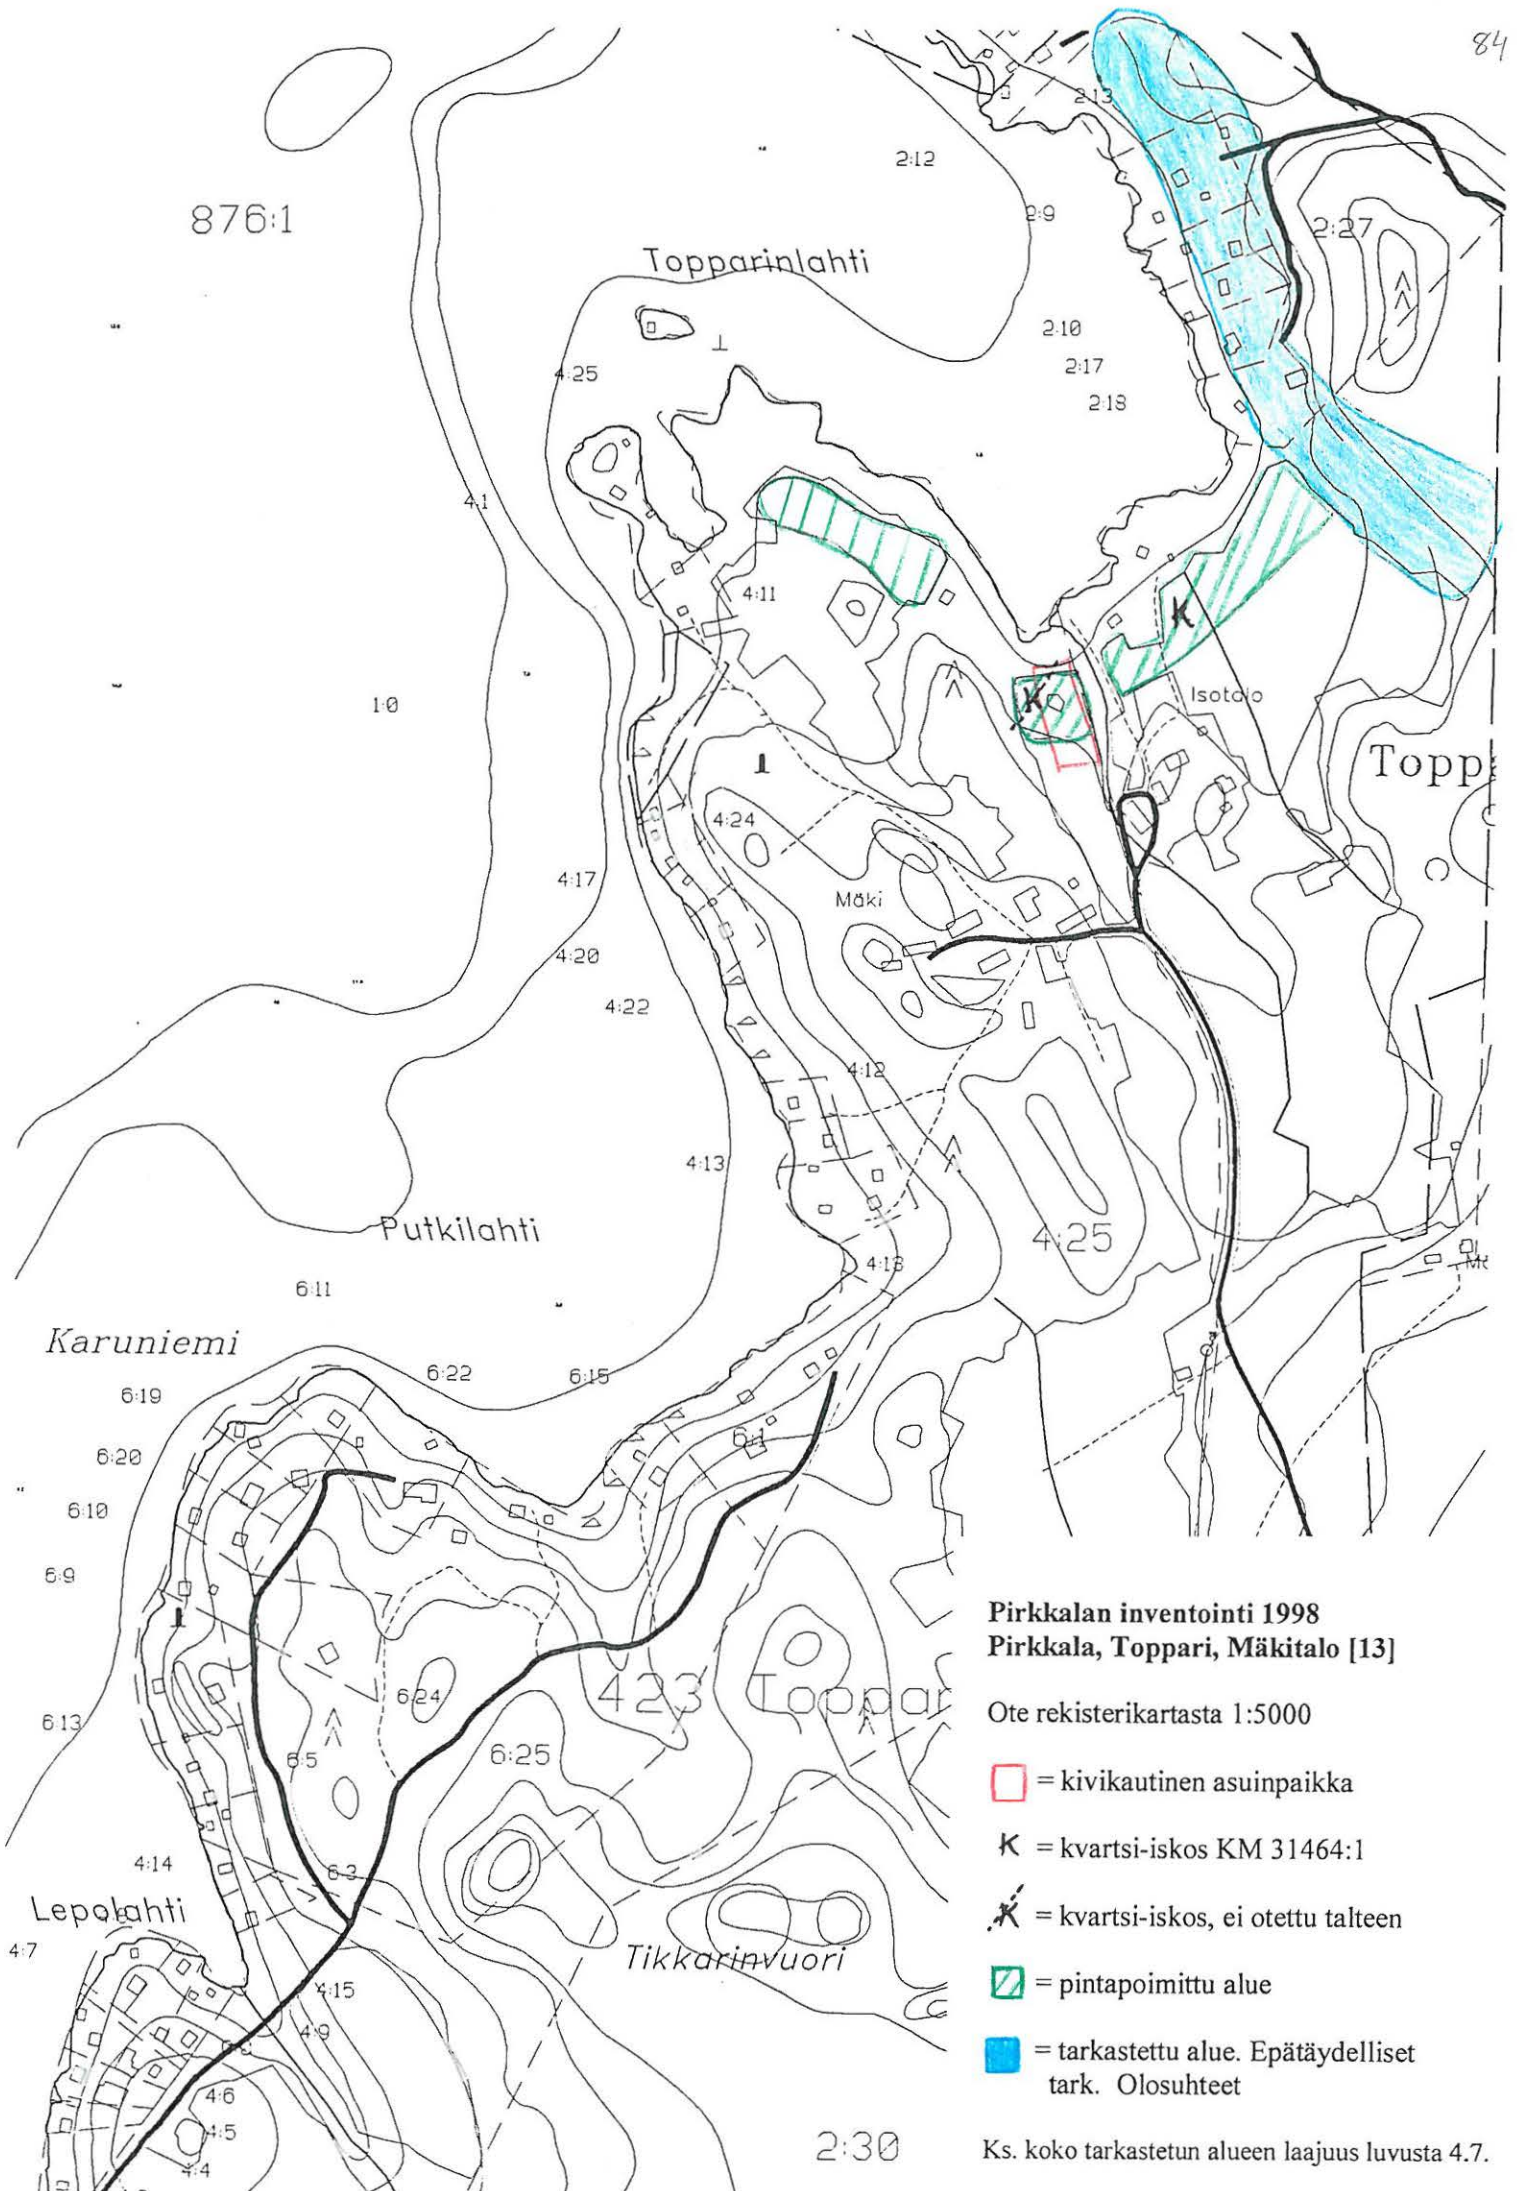 84
2:13
2:12
876:1
2:9
2:27
Topparinlahti
2:10
4:25
2:17
2:18
4:1
4:11
K
1:0
K
Isotalo
4:24
4:17
Mäki
4:20
4:22
4:12
4:13
Putkilahti
4:25
4:13
6:11
Karuniemi
6:22
6:15
6:19
6:1
6:20
6:10
6:9
423 Toppar
6:24
6:13
6:5
6:25
4:14
6:3
Lepolahti
4:7
Tikkarinvuori
4:15
4:9
4:6
4:5
4:4
2:30
Pirkkalan inventointi 1998
Pirkkala, Toppari, Mäkitalo [13]
Ote rekisterikartasta 1:5000
= kivikautinen asuinpaikka
K = kvartsi-iskos KM 31464:1
K = kvartsi-iskos, ei otettu talteen
= pintapoimittu alue
= tarkastettu alue. Epätäydelliset
tark. Olosuhteet
Ks. koko tarkastetun alueen laajuus luvusta 4.7.